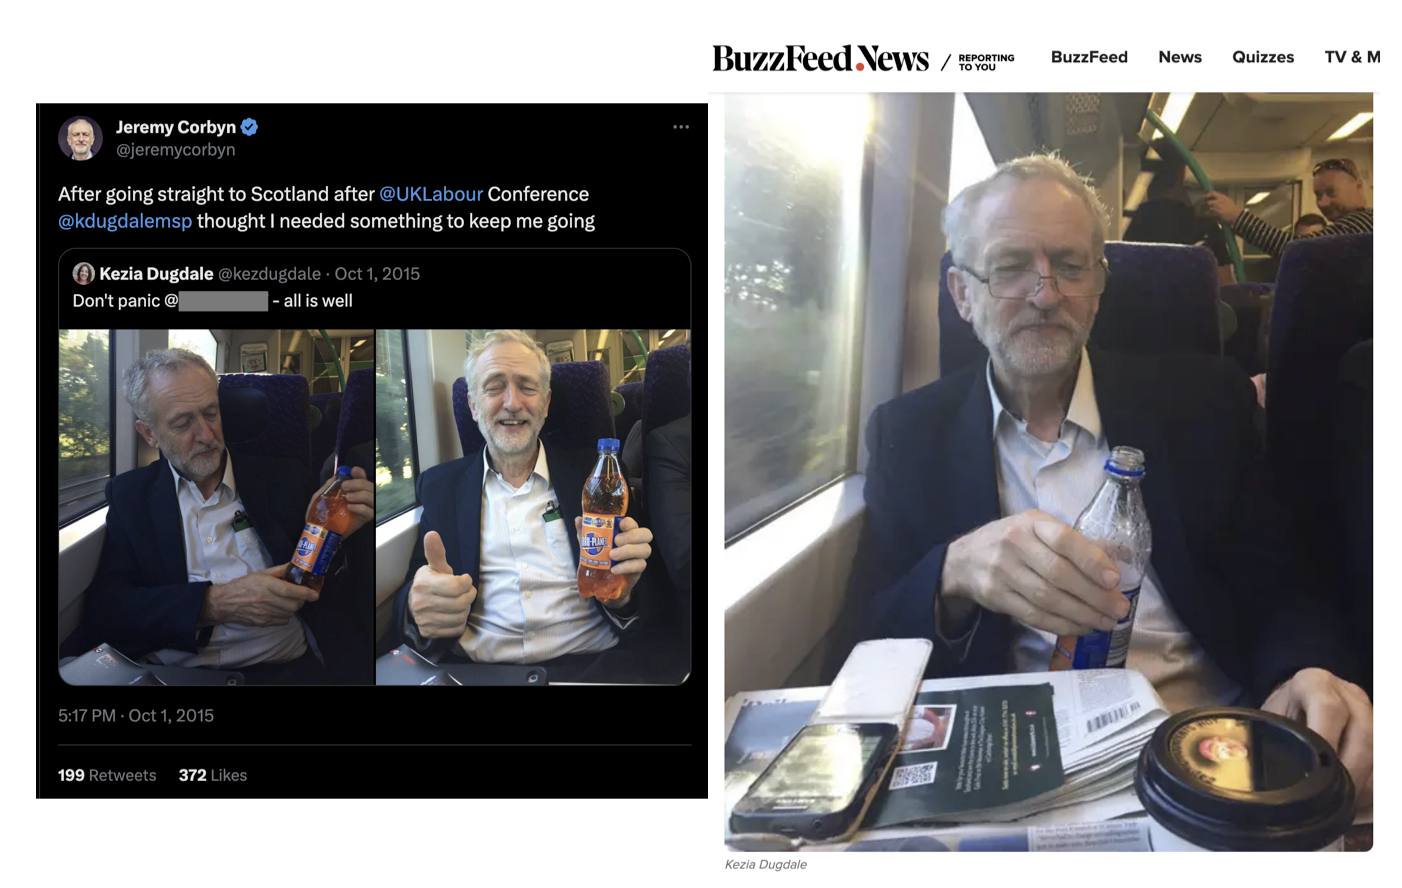 BuzzFeed News / REPORTING TO YOU
BuzzFeed News Quizzes TV & M
Jeremy Corbyn
@jeremycorbyn
After going straight to Scotland after @UKLabour Conference
@kdugdalemsp thought I needed something to keep me going
Kezia Dugdale @kezdugdale · Oct 1, 2015
Don't panic @ - all is well
5:17 PM · Oct 1, 2015
199 Retweets 372 Likes
Kezia Dugdale